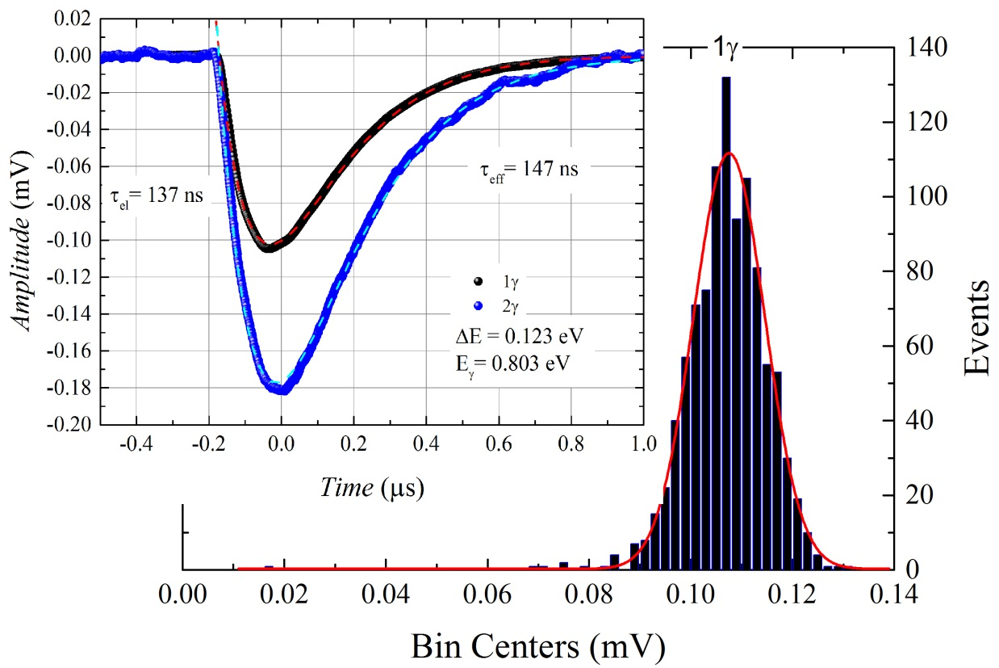 0.02
0.00
-0.02
-0.04
-0.06
-0.08
-0.10
-0.12
-0.14
-0.16
-0.18
-0.20
Amplitude (mV)
τel= 137 ns
τeff= 147 ns
1γ
2γ
ΔE = 0.123 eV
Eγ= 0.803 eV
-0.4 -0.2 0.0 0.2 0.4 0.6 0.8 1.0
Time (μs)
1γ
140
120
100
80
60
40
20
0
Events
0.00 0.02 0.04 0.06 0.08 0.10 0.12 0.14
Bin Centers (mV)